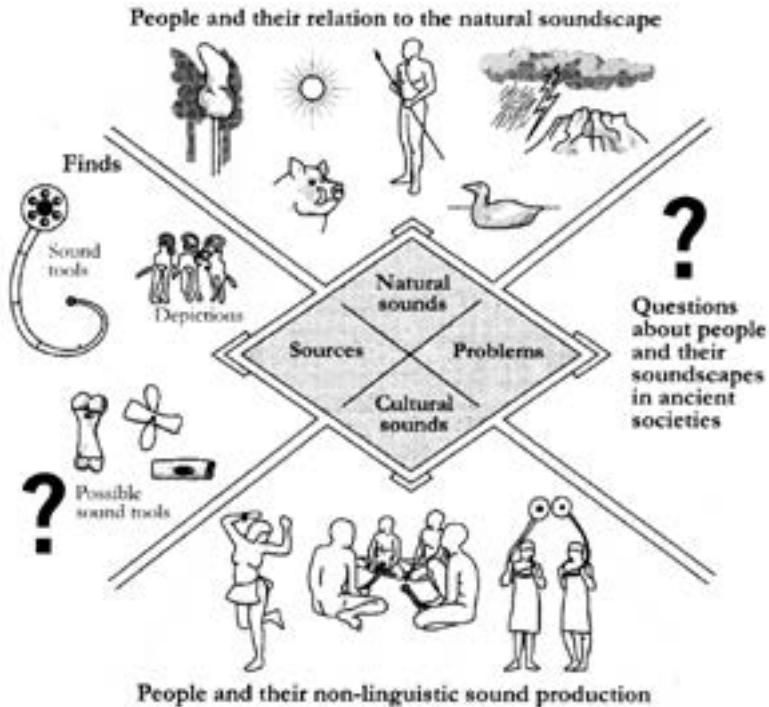 People and their relation to the natural soundscape
Finds
Sound
tools
Depictions
Natural
sounds
Sources
Problems
Cultural
sounds
?
Questions
about people
and their
soundscapes
in ancient
societies
?
Possible
sound tools
People and their non-linguistic sound production